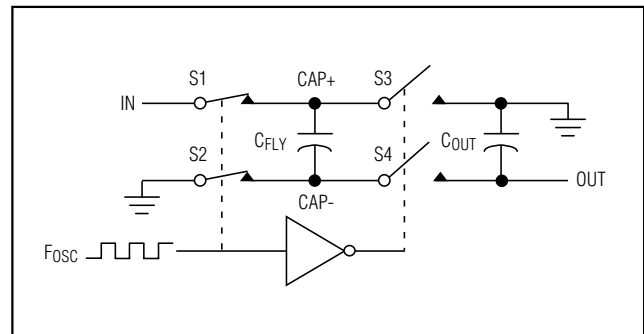 S1
CAP+
S3
IN
S2
CFLY
S4
COUT
OUT
CAP-
FOSC